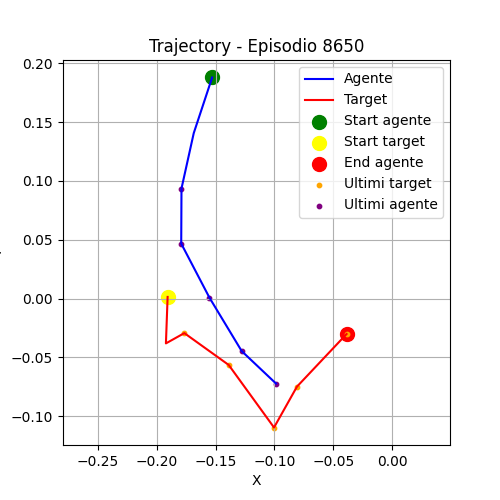 Trajectory - Episodio 8650
0.20
0.15
0.10
0.05
0.00
−0.05
−0.10
Agente
Target
Start agente
Start target
End agente
Ultimi target
Ultimi agente
−0.25
−0.20
−0.15
−0.10
−0.05
0.00
X